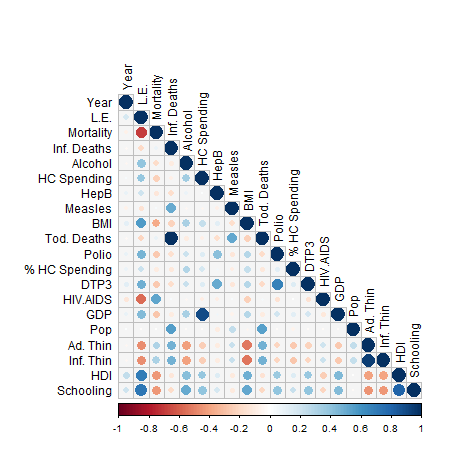 Year
L.E.
Mortality
Inf. Deaths
Alcohol
HC Spending
HepB
Measles
BMI
Tod. Deaths
Polio
% HC Spending
DTP3
HIV.AIDS
GDP
Pop
Ad. Thin
Inf. Thin
HDI
Schooling
Year
L.E.
Mortality
Inf. Deaths
Alcohol
HC Spending
HepB
Measles
BMI
Tod. Deaths
Polio
% HC Spending
DTP3
HIV.AIDS
GDP
Pop
Ad. Thin
Inf. Thin
HDI
Schooling
-1 -0.8 -0.6 -0.4 -0.2 0 0.2 0.4 0.6 0.8 1